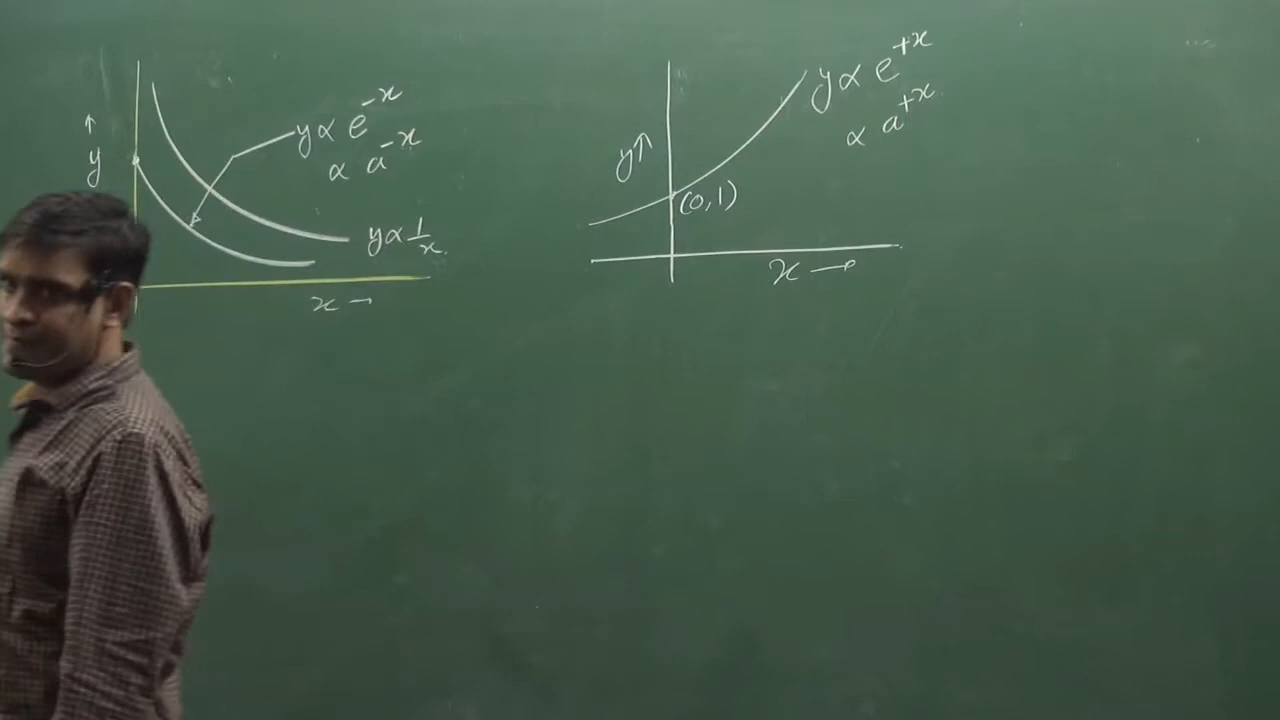 ↑
y
y ∝ e^{-x}
∝ a^{-x}
y ∝ 1/x
x →
y↑
y ∝ e^{+x}
∝ a^{+x}
(0,1)
x →